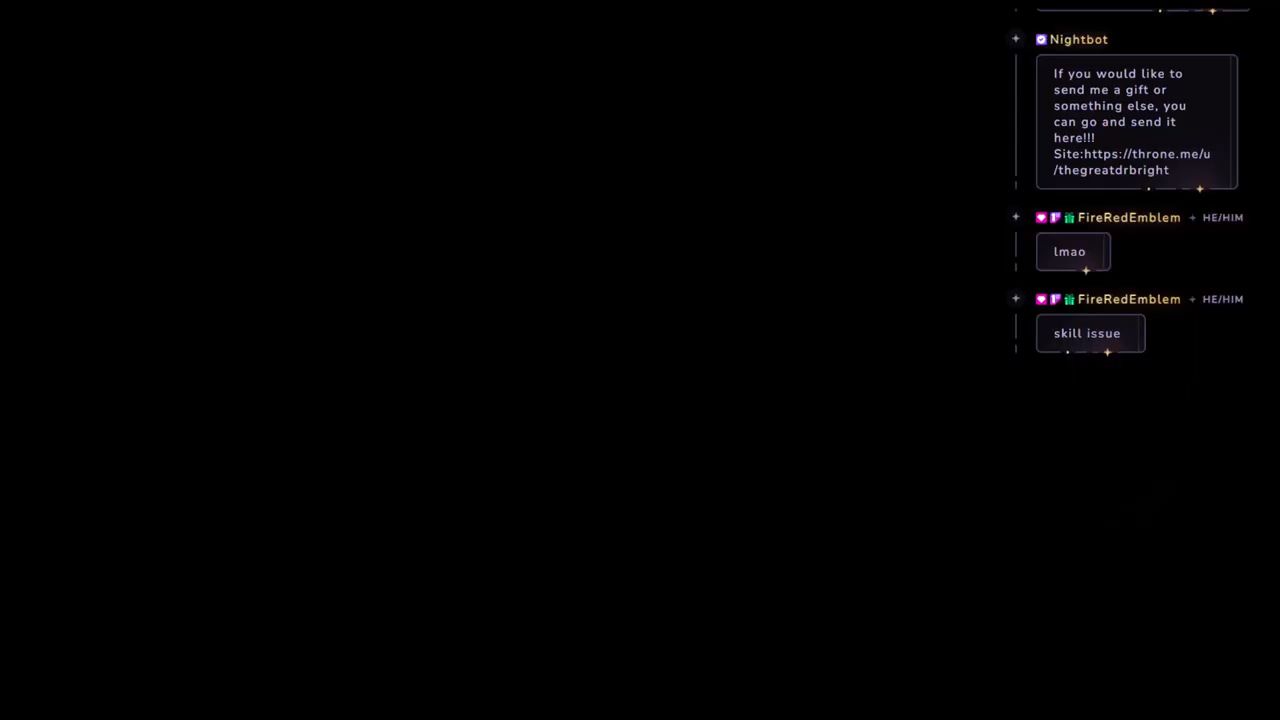 Nightbot
If you would like to
send me a gift or
something else, you
can go and send it
here!!!
Site:https://throne.me/u
/thegreatdrbright
FireRedEmblem HE/HIM
lmao
FireRedEmblem HE/HIM
skill issue